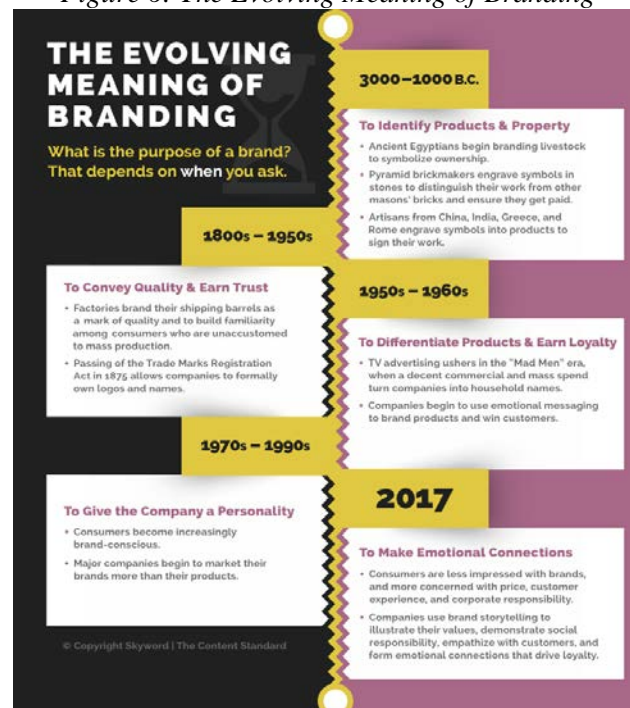 Figure 3: The Evolving Meaning of Branding
THE EVOLVING
MEANING OF
BRANDING
What is the purpose of a brand?
That depends on when you ask.
3000–1000 B.C.
To Identify Products & Property
• Ancient Egyptians begin branding livestock
to symbolize ownership.
• Pyramid brickmakers engrave symbols in
stones to distinguish their work from other
masons' bricks and ensure they get paid.
• Artisans from China, India, Greece, and
Rome engrave symbols into products to
sign their work.
1800s – 1950s
To Convey Quality & Earn Trust
• Factories brand their shipping barrels as
a mark of quality and to build familiarity
among consumers who are unaccustomed
to mass production.
• Passing of the Trade Marks Registration
Act in 1875 allows companies to formally
own logos and names.
1950s – 1960s
To Differentiate Products & Earn Loyalty
• TV advertising ushers in the "Mad Men" era,
when a decent commercial and mass spend
turn companies into household names.
• Companies begin to use emotional messaging
to brand products and win customers.
1970s – 1990s
To Give the Company a Personality
• Consumers become increasingly
brand-conscious.
• Major companies begin to market their
brands more than their products.
2017
To Make Emotional Connections
• Consumers are less impressed with brands,
and more concerned with price, customer
experience, and corporate responsibility.
• Companies use brand storytelling to
illustrate their values, demonstrate social
responsibility, empathize with customers, and
form emotional connections that drive loyalty.
© Copyright Skyword | The Content Standard